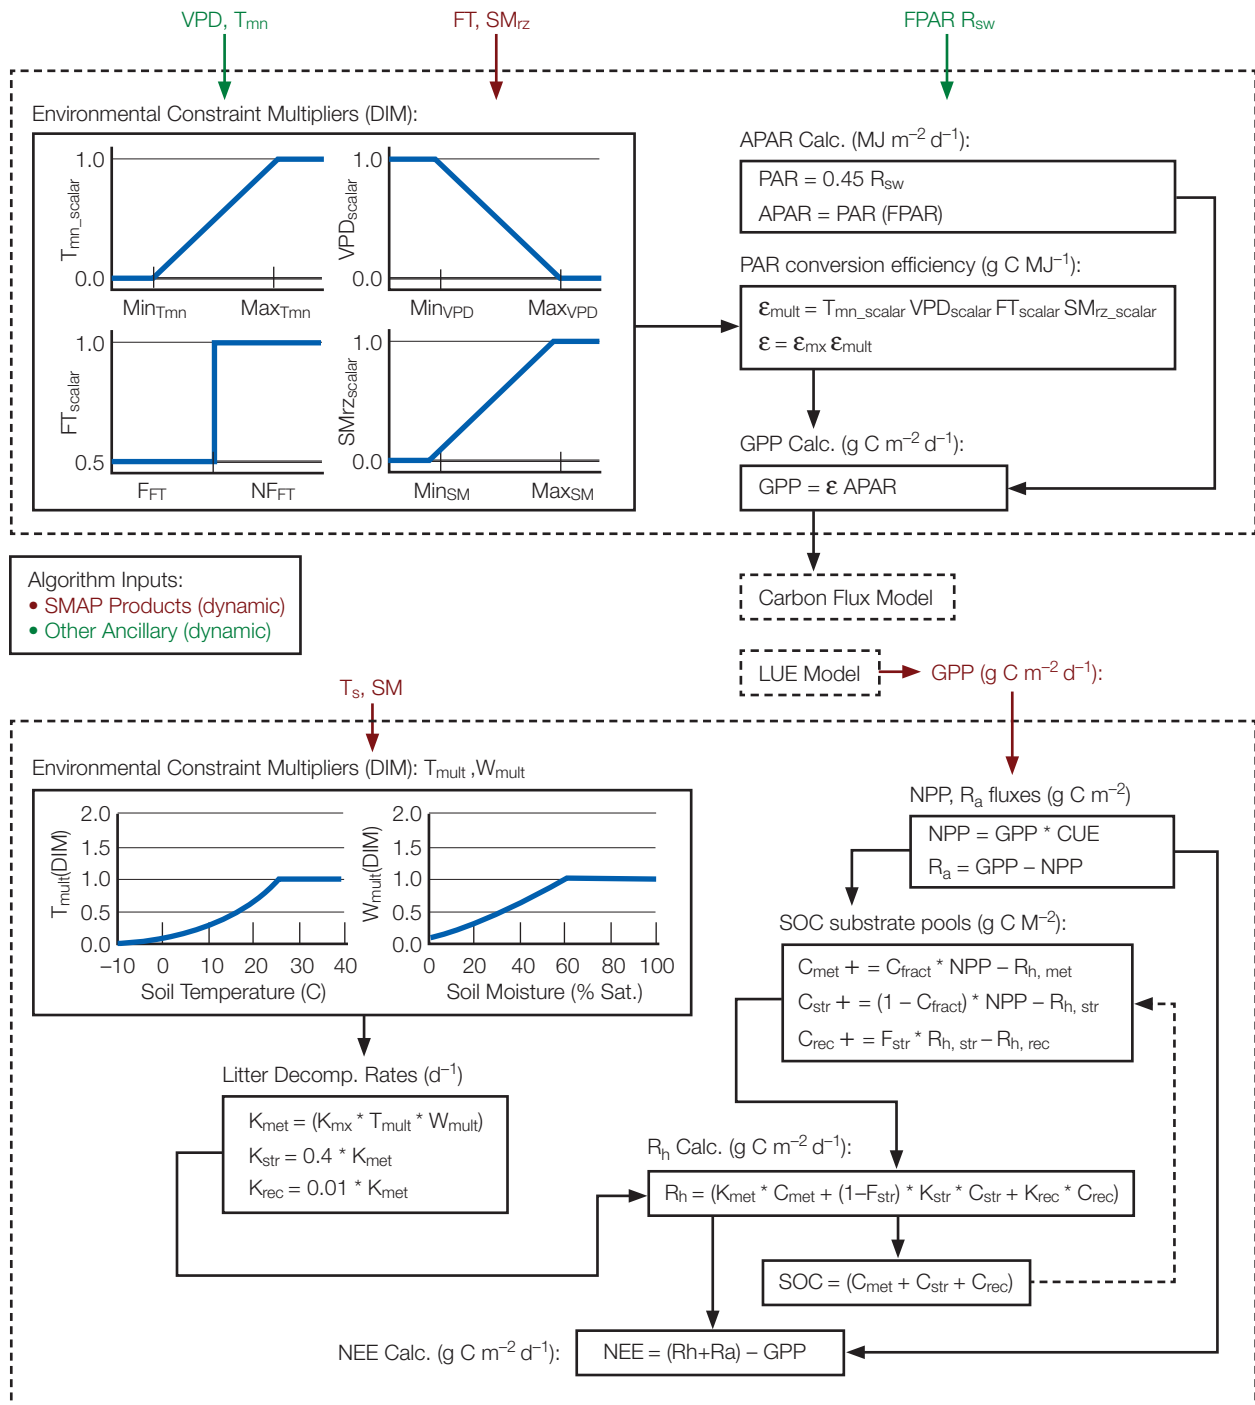 VPD, Tmn
FT, SMrz
FPAR Rsw
Environmental Constraint Multipliers (DIM):
Tmn_scalar
1.0
0.0
MinTmn
MaxTmn
VPDscalar
1.0
0.0
MinVPD
MaxVPD
FTscalar
1.0
0.5
FFT
NFFT
SMrzscalar
1.0
0.0
MinSM
MaxSM
APAR Calc. (MJ m–2 d–1):
PAR = 0.45 Rsw
APAR = PAR (FPAR)
PAR conversion efficiency (g C MJ–1):
εmult = Tmn_scalar VPDscalar FTscalar SMrz_scalar
ε = εmx εmult
GPP Calc. (g C m–2 d–1):
GPP = ε APAR
Carbon Flux Model
Algorithm Inputs:
• SMAP Products (dynamic)
• Other Ancillary (dynamic)
LUE Model
GPP (g C m–2 d–1):
Ts, SM
Environmental Constraint Multipliers (DIM): Tmult ,Wmult
Tmult(DIM)
2.0
1.5
1.0
0.5
0.0
–10 0 10 20 30 40
Soil Temperature (C)
Wmult(DIM)
2.0
1.5
1.0
0.5
0.0
0 20 40 60 80 100
Soil Moisture (% Sat.)
NPP, Ra fluxes (g C m–2)
NPP = GPP * CUE
Ra = GPP – NPP
SOC substrate pools (g C M–2):
Cmet + = Cfract * NPP – Rh, met
Cstr + = (1 – Cfract) * NPP – Rh, str
Crec + = Fstr * Rh, str – Rh, rec
Litter Decomp. Rates (d–1)
Kmet = (Kmx * Tmult * Wmult)
Kstr = 0.4 * Kmet
Krec = 0.01 * Kmet
Rh Calc. (g C m–2 d–1):
Rh = (Kmet * Cmet + (1–Fstr) * Kstr * Cstr + Krec * Crec)
SOC = (Cmet + Cstr + Crec)
NEE Calc. (g C m–2 d–1):
NEE = (Rh+Ra) – GPP